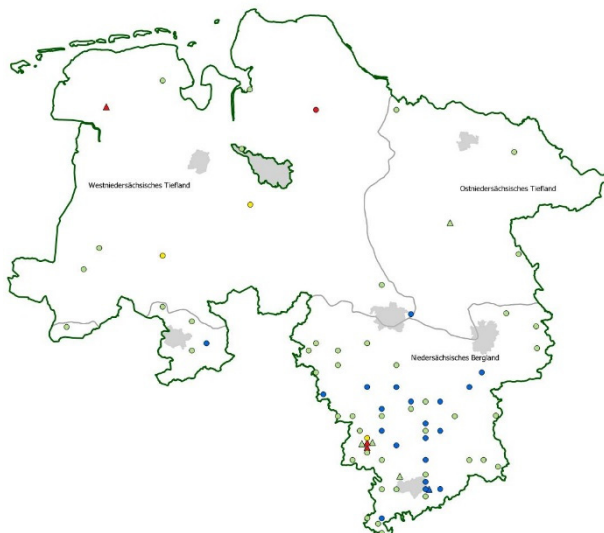 Westniedersächsisches Tiefland
Ostniedersächsisches Tiefland
Niedersächsisches Bergland